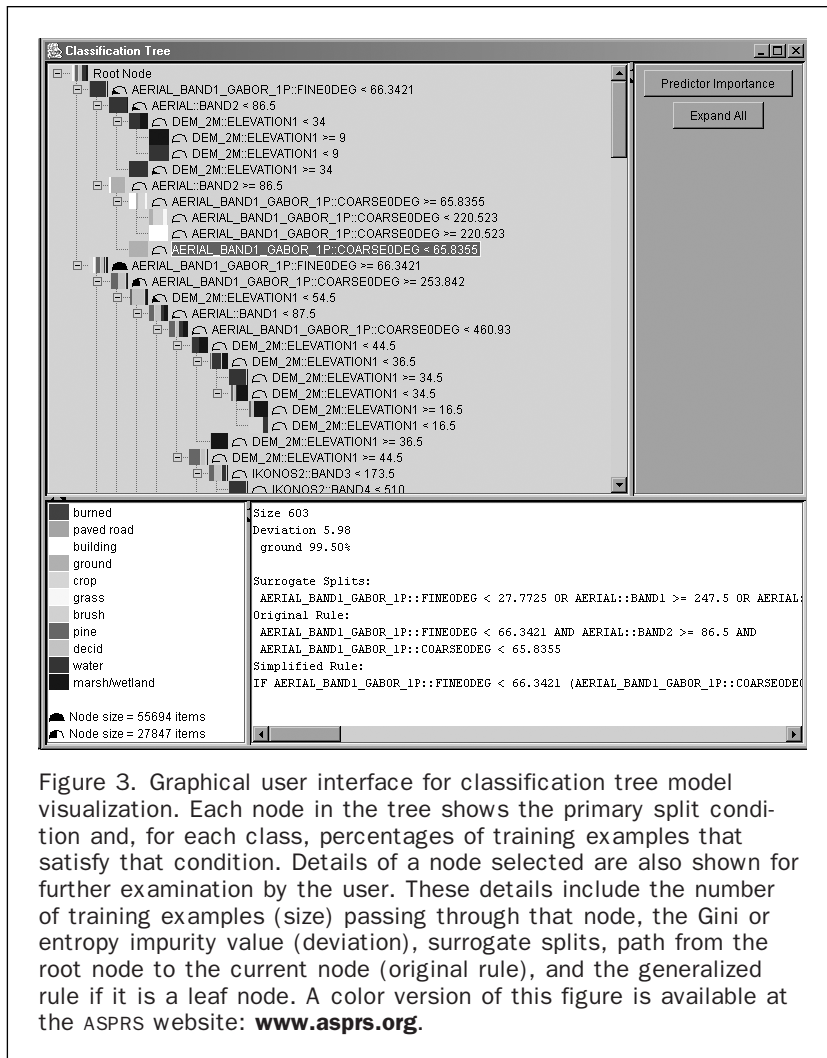 Classification Tree
Root Node
AERIAL_BAND1_GABOR_1P::FINE0DEG < 66.3421
AERIAL::BAND2 < 86.5
DEM_2M::ELEVATION1 < 34
DEM_2M::ELEVATION1 >= 9
DEM_2M::ELEVATION1 < 9
DEM_2M::ELEVATION1 >= 34
AERIAL::BAND2 >= 86.5
AERIAL_BAND1_GABOR_1P::COARSE0DEG >= 65.8355
AERIAL_BAND1_GABOR_1P::COARSE0DEG < 220.523
AERIAL_BAND1_GABOR_1P::COARSE0DEG >= 220.523
AERIAL_BAND1_GABOR_1P::COARSE0DEG < 65.8355
AERIAL_BAND1_GABOR_1P::FINE0DEG >= 66.3421
AERIAL_BAND1_GABOR_1P::COARSE0DEG >= 253.842
DEM_2M::ELEVATION1 < 54.5
AERIAL::BAND1 < 87.5
AERIAL_BAND1_GABOR_1P::COARSE0DEG < 460.93
DEM_2M::ELEVATION1 < 44.5
DEM_2M::ELEVATION1 < 36.5
DEM_2M::ELEVATION1 >= 34.5
DEM_2M::ELEVATION1 < 34.5
DEM_2M::ELEVATION1 >= 16.5
DEM_2M::ELEVATION1 < 16.5
DEM_2M::ELEVATION1 >= 36.5
DEM_2M::ELEVATION1 >= 44.5
IKONOS2::BAND3 < 173.5
IKONOS2::BAND4 < 510
Predictor Importance
Expand All
burned
paved road
building
ground
crop
grass
brush
pine
decid
water
marsh/wetland
Node size = 55694 items
Node size = 27847 items
Size 603
Deviation 5.98
ground 99.50%
Surrogate Splits:
AERIAL_BAND1_GABOR_1P::FINE0DEG < 27.7725 OR AERIAL::BAND1 >= 247.5 OR AERIAL:
Original Rule:
AERIAL_BAND1_GABOR_1P::FINE0DEG < 66.3421 AND AERIAL::BAND2 >= 86.5 AND
AERIAL_BAND1_GABOR_1P::COARSE0DEG < 65.8355
Simplified Rule:
IF AERIAL_BAND1_GABOR_1P::FINE0DEG < 66.3421 (AERIAL_BAND1_GABOR_1P::COARSE0DEG
Figure 3. Graphical user interface for classification tree model
visualization. Each node in the tree shows the primary split condi-
tion and, for each class, percentages of training examples that
satisfy that condition. Details of a node selected are also shown for
further examination by the user. These details include the number
of training examples (size) passing through that node, the Gini or
entropy impurity value (deviation), surrogate splits, path from the
root node to the current node (original rule), and the generalized
rule if it is a leaf node. A color version of this figure is available at
the ASPRS website: www.asprs.org.